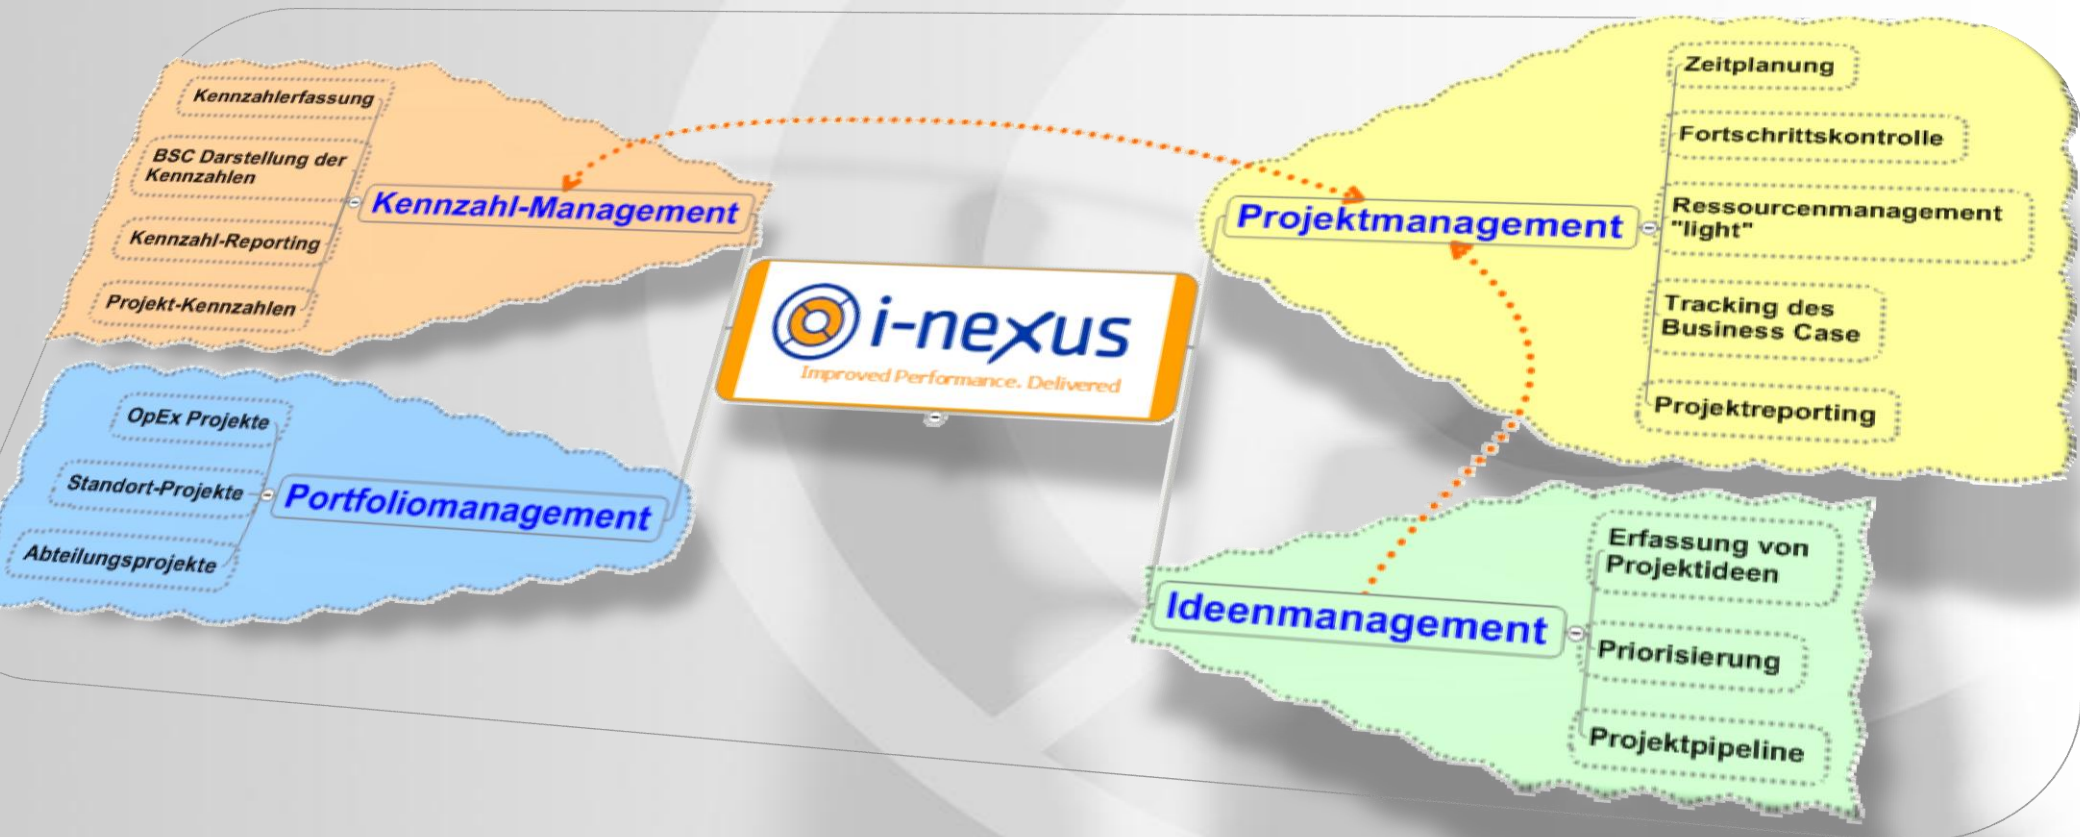 Kennzahlerfassung
BSC Darstellung der
Kennzahlen
Kennzahl-Reporting
Projekt-Kennzahlen
Kennzahl-Management
OpEx Projekte
Standort-Projekte
Abteilungsprojekte
Portfoliomanagement
i-nexus
Improved Performance. Delivered
Projektmanagement
Zeitplanung
Fortschrittskontrolle
Ressourcenmanagement
"light"
Tracking des
Business Case
Projektreporting
Ideenmanagement
Erfassung von
Projektideen
Priorisierung
Projektpipeline